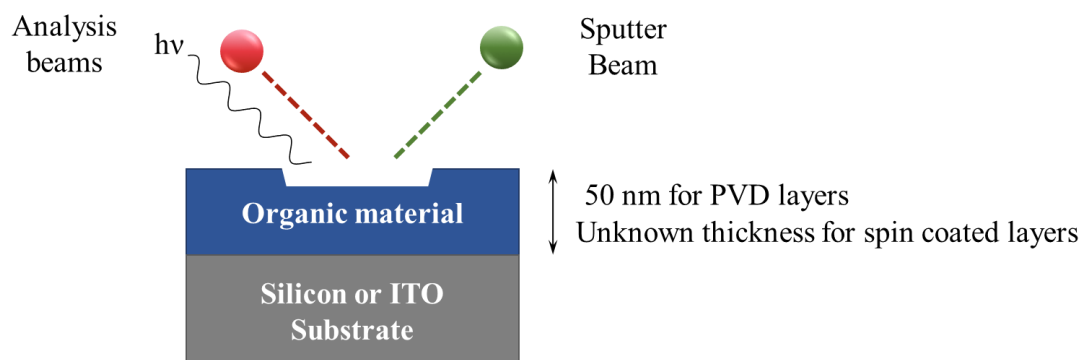 Analysis
beams
hν
Sputter
Beam
Organic material
50 nm for PVD layers
Unknown thickness for spin coated layers
Silicon or ITO
Substrate